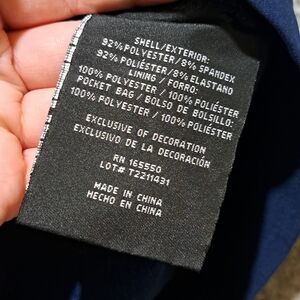 SHELL/EXTERIOR:
92% POLYESTER/8% SPANDEX
92% POLIÉSTER/8% ELASTANO
LINING / FORRO:
100% POLYESTER / 100% POLIÉSTER
POCKET BAG / BOLSO DE BOLSILLO:
100% POLYESTER / 100% POLIÉSTER
EXCLUSIVE OF DECORATION
EXCLUSIVO DE LA DECORACIÓN
RN 165550
LOT# T2211431
MADE IN CHINA
HECHO EN CHINA